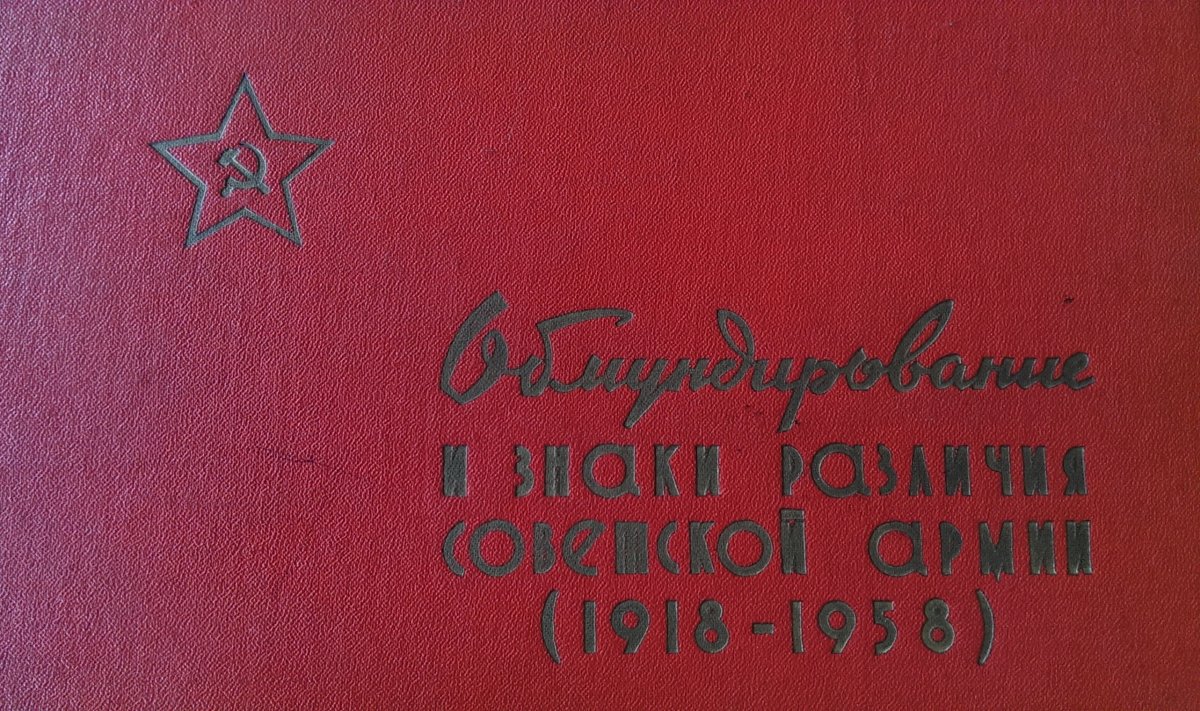 Обмундирование
и знаки различия
советской армии
(1918-1958)